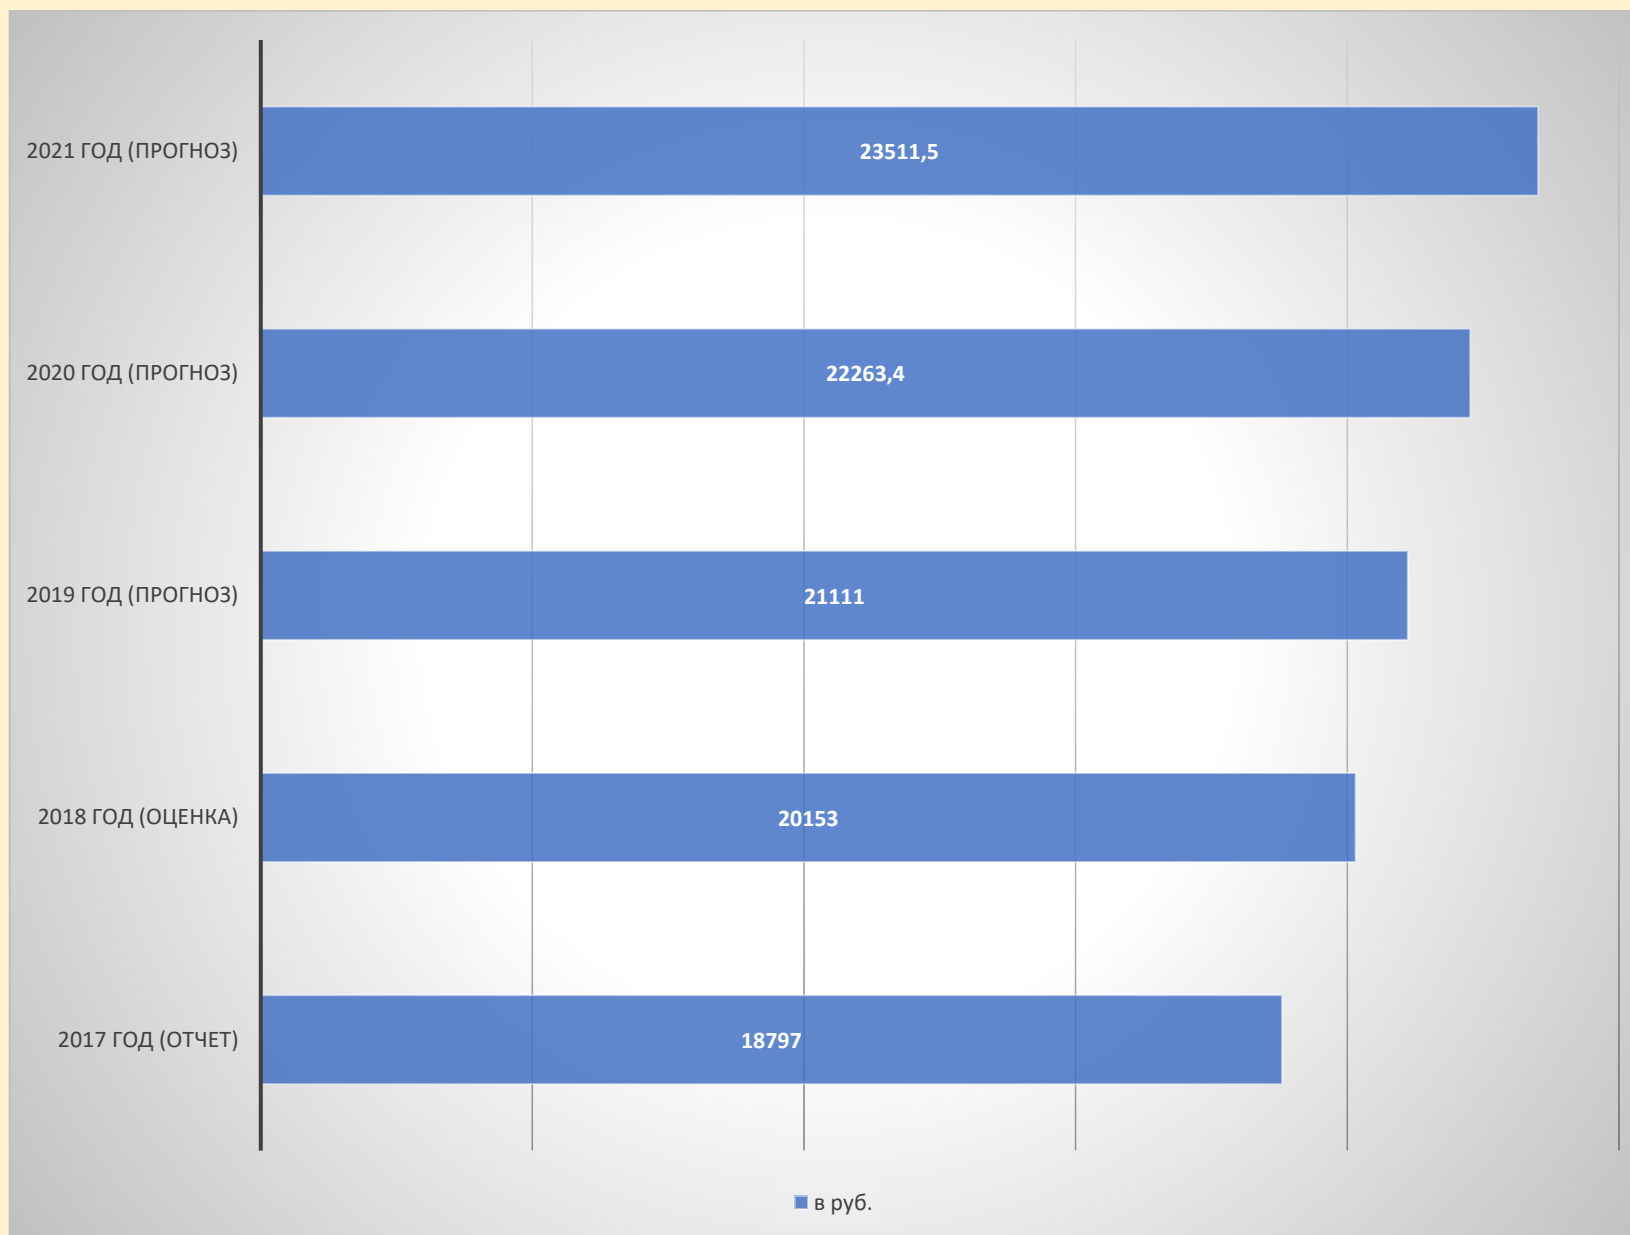 2021 ГОД (ПРОГНОЗ)
23511,5
2020 ГОД (ПРОГНОЗ)
22263,4
2019 ГОД (ПРОГНОЗ)
21111
2018 ГОД (ОЦЕНКА)
20153
2017 ГОД (ОТЧЕТ)
18797
в руб.